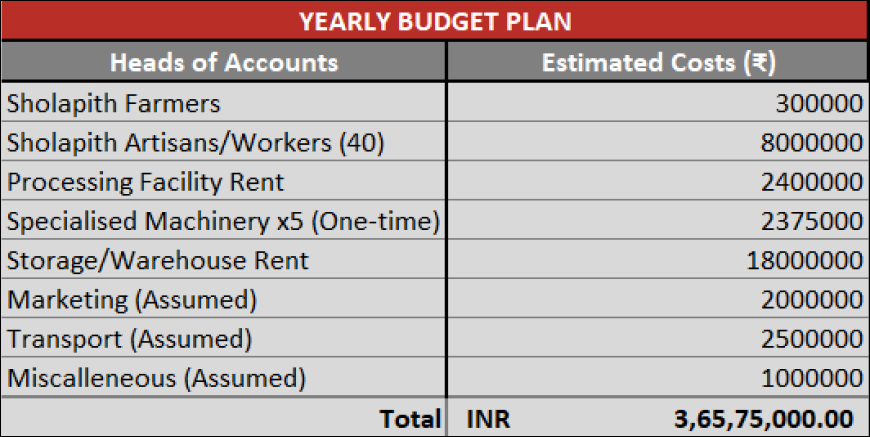 YEARLY BUDGET PLAN
Heads of Accounts Estimated Costs (₹)
Sholapith Farmers 300000
Sholapith Artisans/Workers (40) 8000000
Processing Facility Rent 2400000
Specialised Machinery x5 (One-time) 2375000
Storage/Warehouse Rent 18000000
Marketing (Assumed) 2000000
Transport (Assumed) 2500000
Miscalleneous (Assumed) 1000000
Total INR 3,65,75,000.00